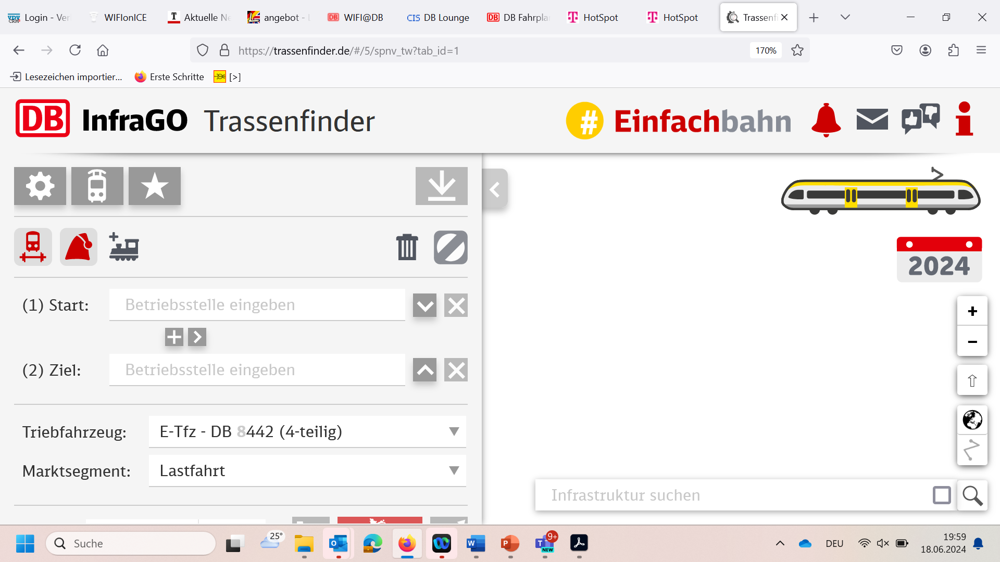 Login - Ver
WIFIonICE
Aktuelle Ne
angebot - L
WIFI@DB
CIS DB Lounge
DB Fahrpla
HotSpot
HotSpot
Trassenfi
https://trassenfinder.de/#/5/spnv_tw?tab_id=1
170%
Lesezeichen importier...
Erste Schritte
[>]
DB InfraGO Trassenfinder
# Einfachbahn
2024
(1) Start: Betriebsstelle eingeben
(2) Ziel: Betriebsstelle eingeben
Triebfahrzeug: E-Tfz - DB 8442 (4-teilig)
Marktsegment: Lastfahrt
Infrastruktur suchen
Suche
25°
9+
NEW
DEU
19:59
18.06.2024